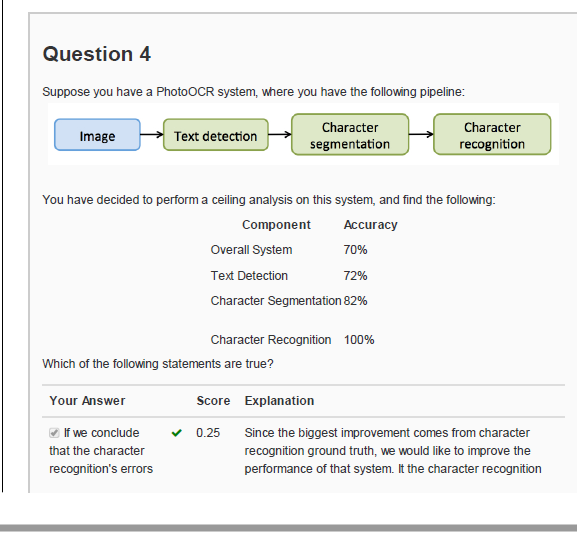 Question 4
Suppose you have a PhotoOCR system, where you have the following pipeline:
Image Text detection Character segmentation Character recognition
You have decided to perform a ceiling analysis on this system, and find the following:
Component Accuracy
Overall System 70%
Text Detection 72%
Character Segmentation 82%
Character Recognition 100%
Which of the following statements are true?
Your Answer Score Explanation
If we conclude 0.25 Since the biggest improvement comes from character
that the character recognition ground truth, we would like to improve the
recognition's errors performance of that system. It the character recognition